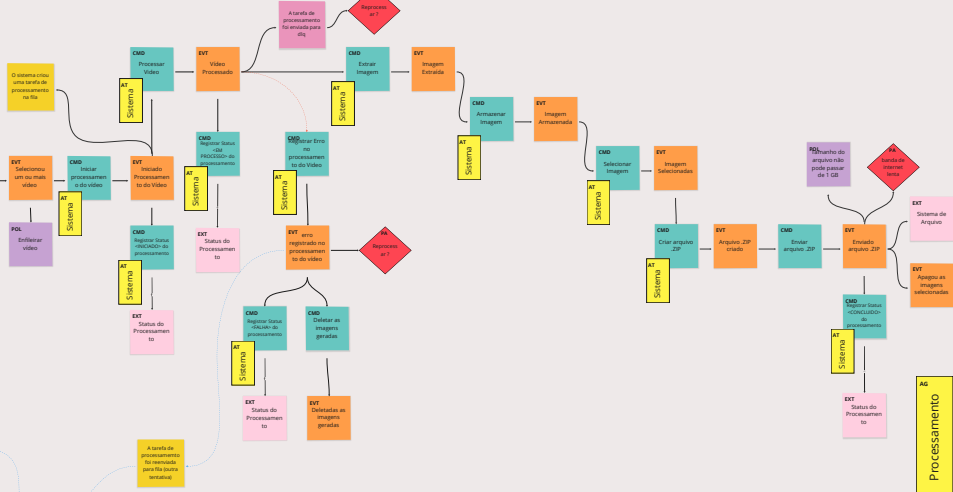 A tarefa de
processamento
foi enviada para
dlq
Reprocess
ar ?
O sistema criou
uma tarefa de
processamento
na fila
CMD
Processar
Vídeo
AT
Sistema
EVT
Vídeo
Processado
CMD
Extrair
Imagem
AT
Sistema
EVT
Imagem
Extraída
CMD
Armazenar
Imagem
AT
Sistema
EVT
Imagem
Armazenada
CMD
Selecionar
Imagem
AT
Sistema
EVT
Imagem
Selecionadas
EVT
Selecionou
um ou mais
vídeo
POL
Enfileirar
vídeo
CMD
Iniciar
processament
o do vídeo
AT
Sistema
EVT
Iniciado
Processamen
to do Vídeo
CMD
Registrar Status
<INICIADO> do
processamento
AT
Sistema
EXT
Status do
Processamen
to
CMD
Registrar Status
<EM
PROCESSO> do
processamento
AT
Sistema
EXT
Status do
Processamen
to
CMD
Registrar Erro
no
processamen
to do Vídeo
AT
Sistema
EVT
erro
registrado no
processamen
to do vídeo
PA
Reprocess
ar ?
CMD
Registrar Status
<FALHA> do
processamento
AT
Sistema
EXT
Status do
Processamen
to
CMD
Deletar as
imagens
geradas
EVT
Deletadas as
imagens
geradas
A tarefa de
processamento
foi reenviada
para fila (outra
tentativa)
CMD
Criar arquivo
.ZIP
AT
Sistema
EVT
Arquivo .ZIP
criado
CMD
Enviar
arquivo .ZIP
EVT
Enviado
arquivo .ZIP
POL
Tamanho do
arquivo não
pode passar
de 1 GB
PA
banda de
internet
lenta
EXT
Sistema de
Arquivo
EVT
Apagou as
imagens
selecionadas
CMD
Registrar Status
<CONCLUIDO>
do
processamento
AT
Sistema
EXT
Status do
Processamen
to
AG
Processamento